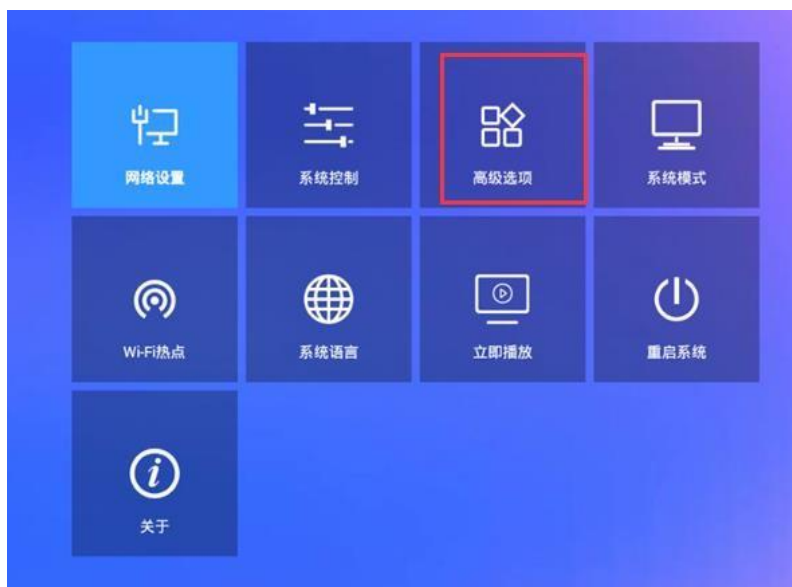 网络设置
系统控制
高级选项
系统模式
Wi-Fi热点
系统语言
立即播放
重启系统
关于